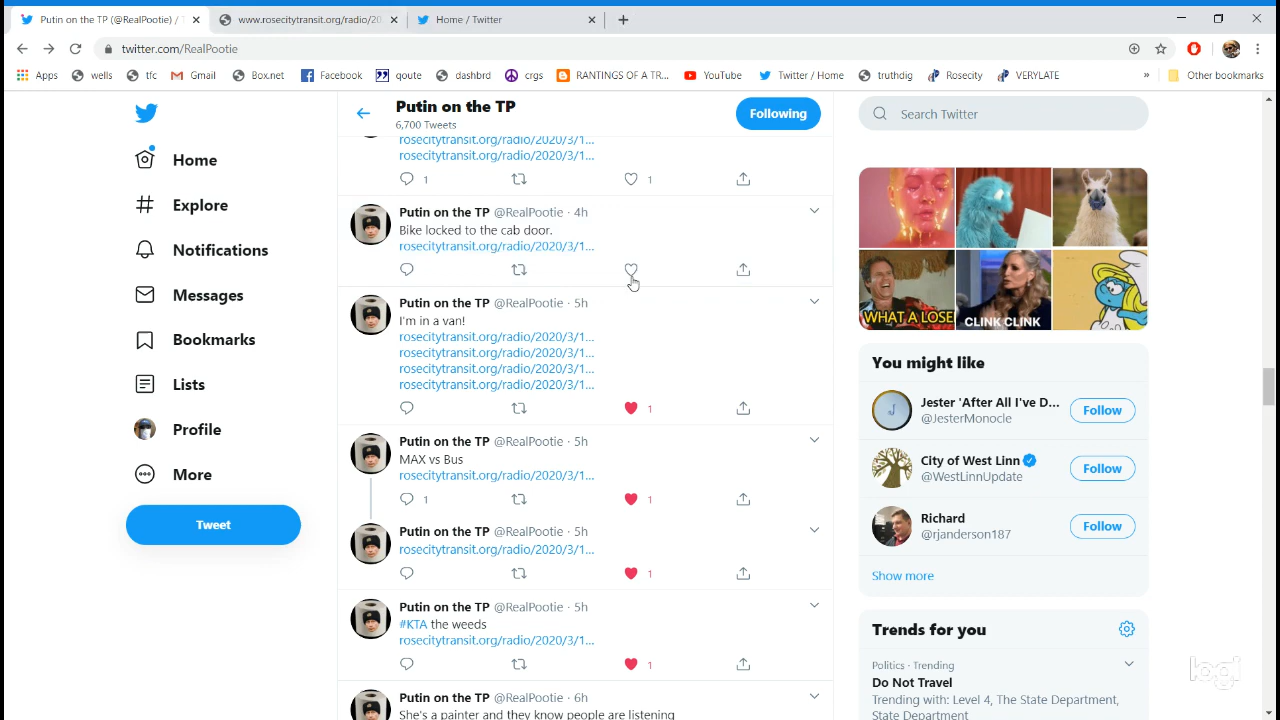 Putin on the TP (@RealPootie) / T
www.rosecitytransit.org/radio/20
Home / Twitter
twitter.com/RealPootie
Apps
wells
tfc
Gmail
Box.net
Facebook
qoute
dashbrd
crgs
RANTINGS OF A TR...
YouTube
Twitter / Home
truthdig
Rosecity
VERYLATE
»
Other bookmarks
Home
Explore
Notifications
Messages
Bookmarks
Lists
Profile
More
Tweet
Putin on the TP
6,700 Tweets
Following
rosecitytransit.org/radio/2020/3/1...
rosecitytransit.org/radio/2020/3/1...
1
1
Putin on the TP @RealPootie · 4h
Bike locked to the cab door.
rosecitytransit.org/radio/2020/3/1...
Putin on the TP @RealPootie · 5h
I'm in a van!
rosecitytransit.org/radio/2020/3/1...
rosecitytransit.org/radio/2020/3/1...
rosecitytransit.org/radio/2020/3/1...
rosecitytransit.org/radio/2020/3/1...
1
Putin on the TP @RealPootie · 5h
MAX vs Bus
rosecitytransit.org/radio/2020/3/1...
1
1
Putin on the TP @RealPootie · 5h
rosecitytransit.org/radio/2020/3/1...
1
Putin on the TP @RealPootie · 5h
#KTA the weeds
rosecitytransit.org/radio/2020/3/1...
1
Putin on the TP @RealPootie · 6h
She's a painter and they know people are listening
Search Twitter
WHAT A LOSE
CLINK CLINK
You might like
Jester 'After All I've D...
@JesterMonocle
Follow
City of West Linn
@WestLinnUpdate
Follow
Richard
@rjanderson187
Follow
Show more
Trends for you
Politics · Trending
Do Not Travel
Trending with: Level 4, The State Department,
State Department
logi